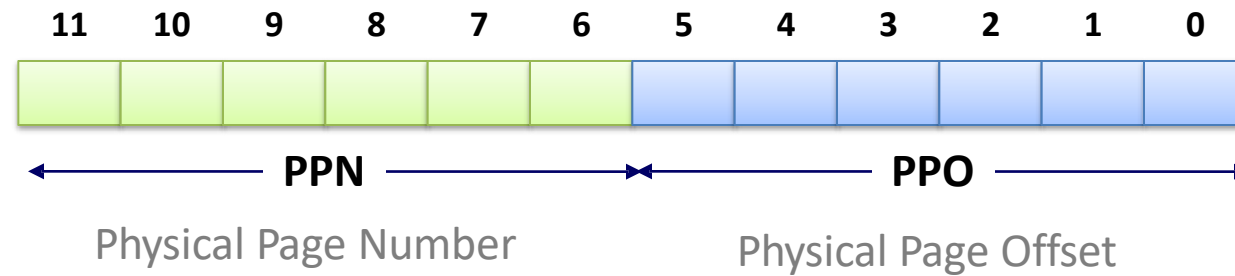 11 10 9 8 7 6 5 4 3 2 1 0
PPN PPO
Physical Page Number Physical Page Offset